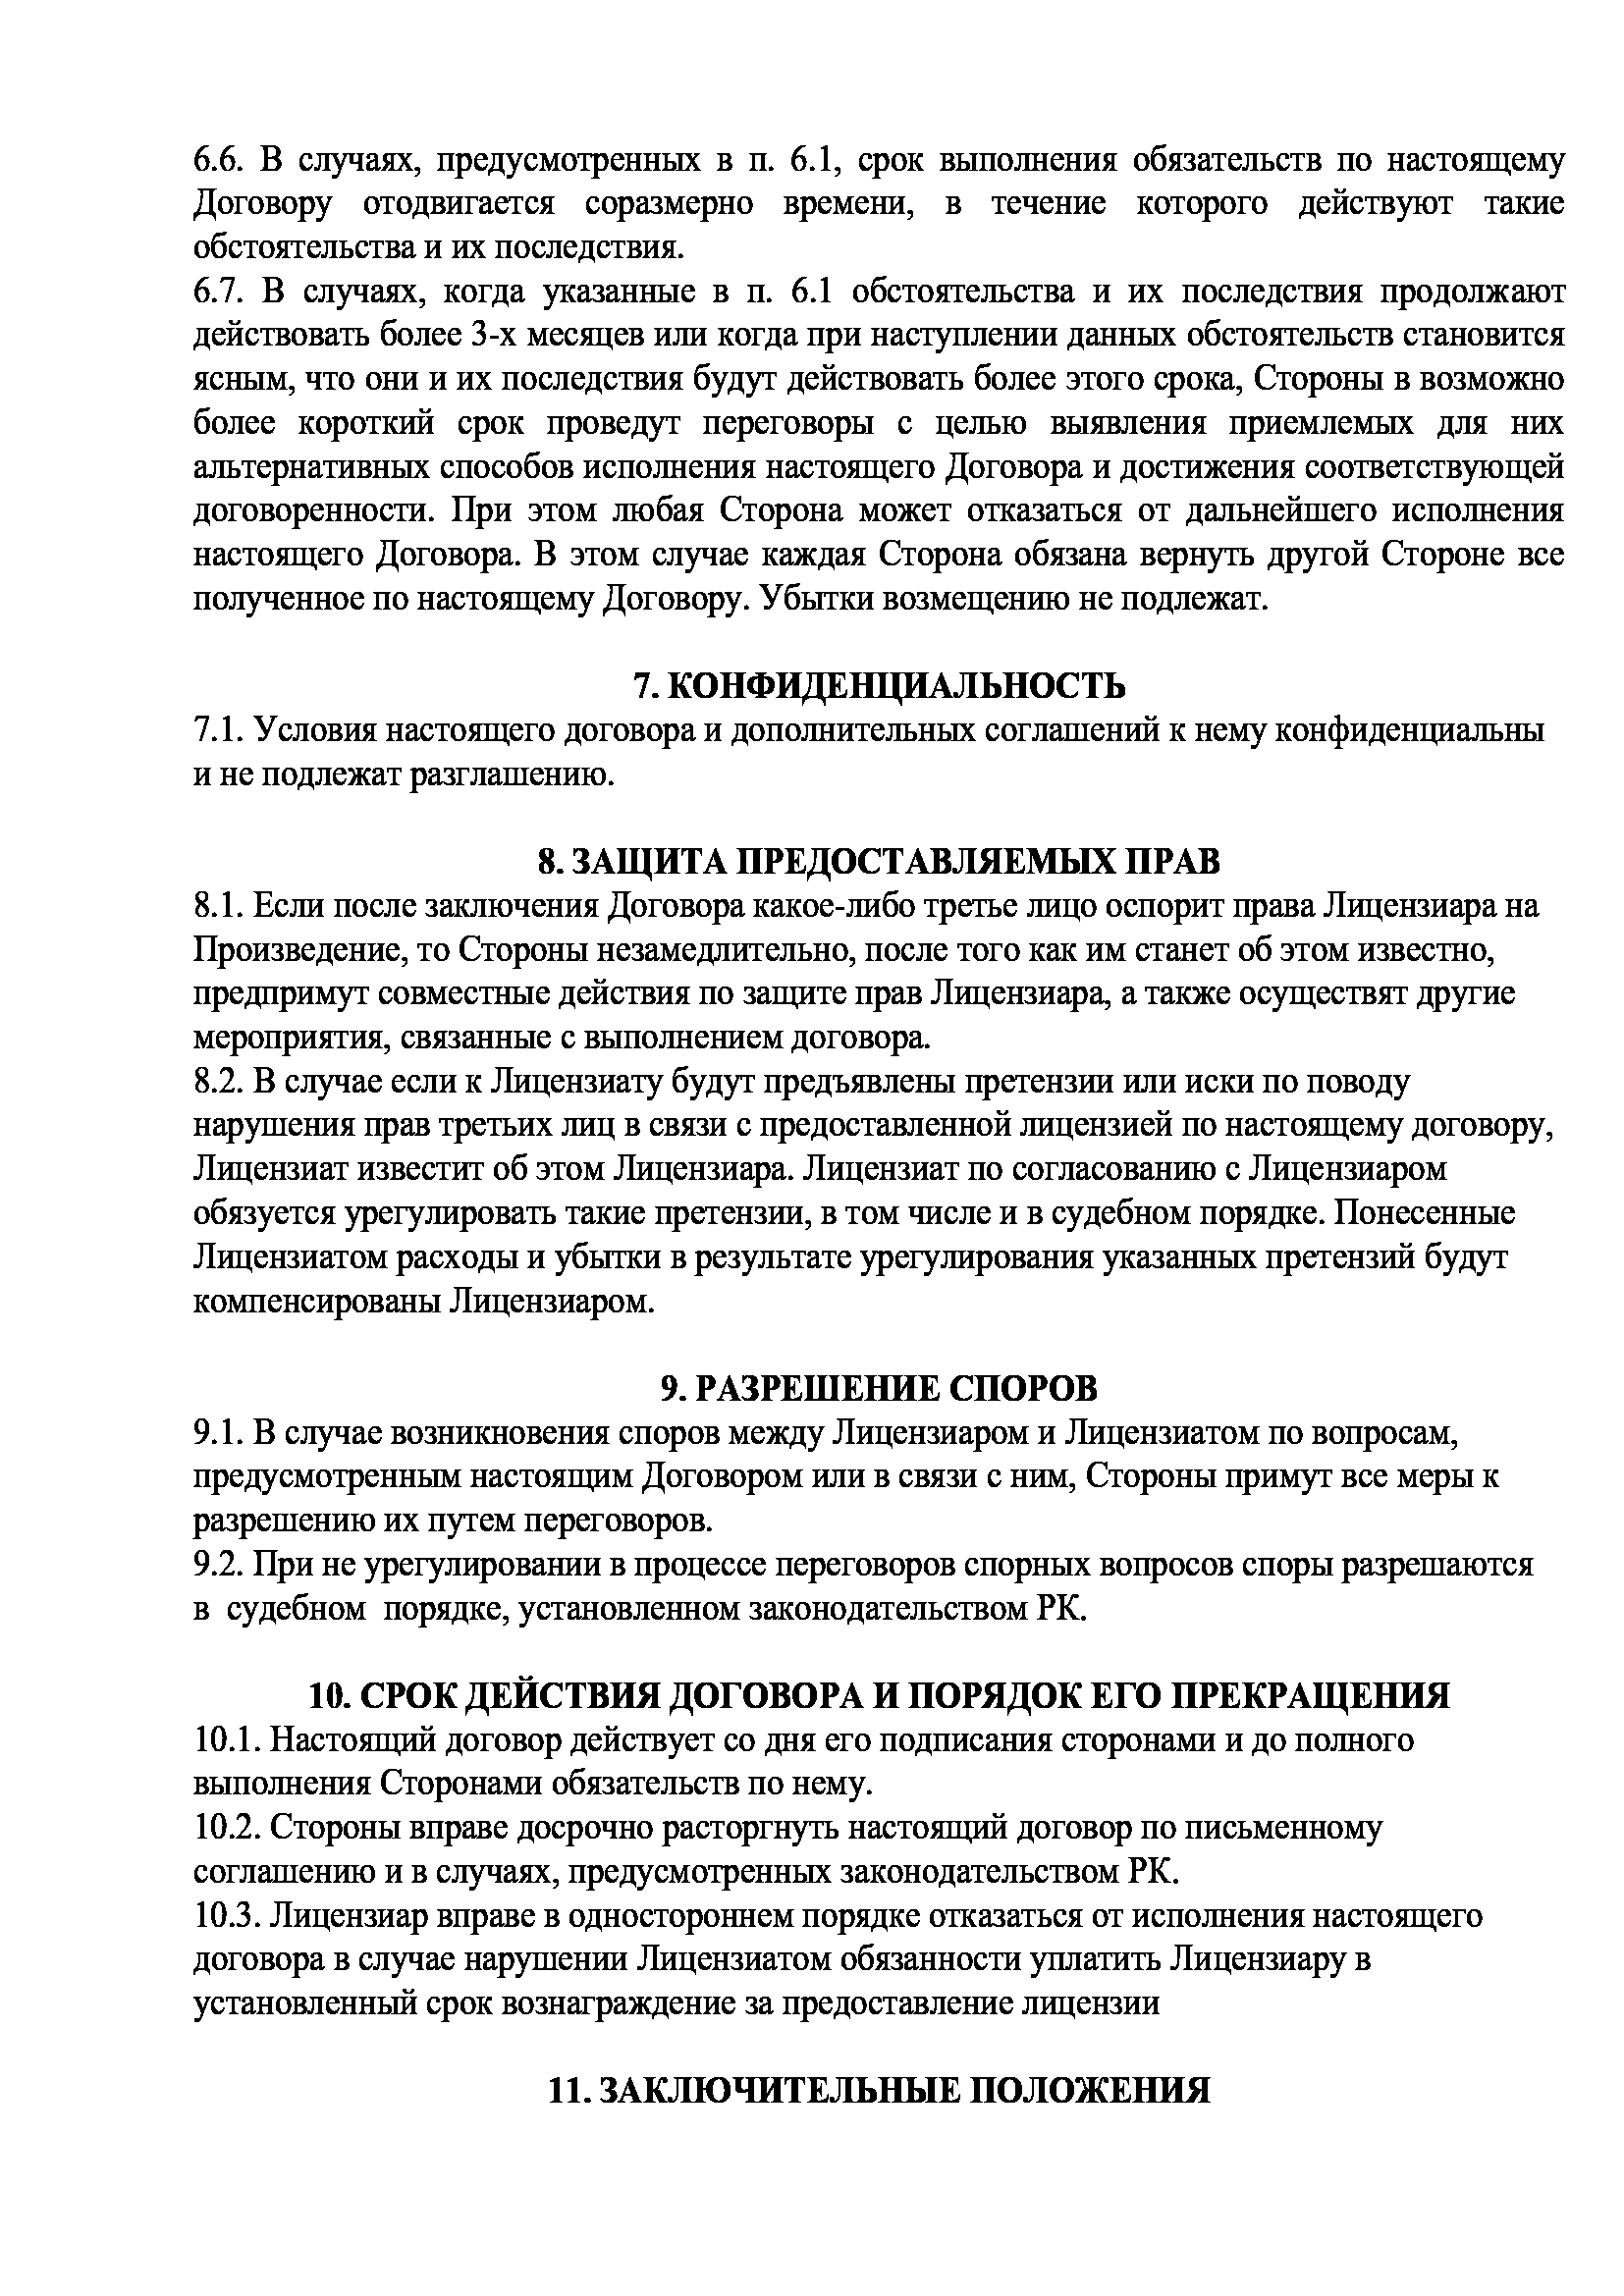 6.6. В случаях, предусмотренных в п. 6.1, срок выполнения обязательств по настоящему
Договору отодвигается соразмерно времени, в течение которого действуют такие
обстоятельства и их последствия.
6.7. В случаях, когда указанные в п. 6.1 обстоятельства и их последствия продолжают
действовать более 3-х месяцев или когда при наступлении данных обстоятельств становится
ясным, что они и их последствия будут действовать более этого срока, Стороны в возможно
более короткий срок проведут переговоры с целью выявления приемлемых для них
альтернативных способов исполнения настоящего Договора и достижения соответствующей
договоренности. При этом любая Сторона может отказаться от дальнейшего исполнения
настоящего Договора. В этом случае каждая Сторона обязана вернуть другой Стороне все
полученное по настоящему Договору. Убытки возмещению не подлежат.
7. КОНФИДЕНЦИАЛЬНОСТЬ
7.1. Условия настоящего договора и дополнительных соглашений к нему конфиденциальны
и не подлежат разглашению.
8. ЗАЩИТА ПРЕДОСТАВЛЯЕМЫХ ПРАВ
8.1. Если после заключения Договора какое-либо третье лицо оспорит права Лицензиара на
Произведение, то Стороны незамедлительно, после того как им станет об этом известно,
предпримут совместные действия по защите прав Лицензиара, а также осуществят другие
мероприятия, связанные с выполнением договора.
8.2. В случае если к Лицензиату будут предъявлены претензии или иски по поводу
нарушения прав третьих лиц в связи с предоставленной лицензией по настоящему договору,
Лицензиат известит об этом Лицензиара. Лицензиат по согласованию с Лицензиаром
обязуется урегулировать такие претензии, в том числе и в судебном порядке. Понесенные
Лицензиатом расходы и убытки в результате урегулирования указанных претензий будут
компенсированы Лицензиаром.
9. РАЗРЕШЕНИЕ СПОРОВ
9.1. В случае возникновения споров между Лицензиаром и Лицензиатом по вопросам,
предусмотренным настоящим Договором или в связи с ним, Стороны примут все меры к
разрешению их путем переговоров.
9.2. При не урегулировании в процессе переговоров спорных вопросов споры разрешаются
в  судебном  порядке, установленном законодательством РК.
10. СРОК ДЕЙСТВИЯ ДОГОВОРА И ПОРЯДОК ЕГО ПРЕКРАЩЕНИЯ
10.1. Настоящий договор действует со дня его подписания сторонами и до полного
выполнения Сторонами обязательств по нему.
10.2. Стороны вправе досрочно расторгнуть настоящий договор по письменному
соглашению и в случаях, предусмотренных законодательством РК.
10.3. Лицензиар вправе в одностороннем порядке отказаться от исполнения настоящего
договора в случае нарушении Лицензиатом обязанности уплатить Лицензиару в
установленный срок вознаграждение за предоставление лицензии
11. ЗАКЛЮЧИТЕЛЬНЫЕ ПОЛОЖЕНИЯ